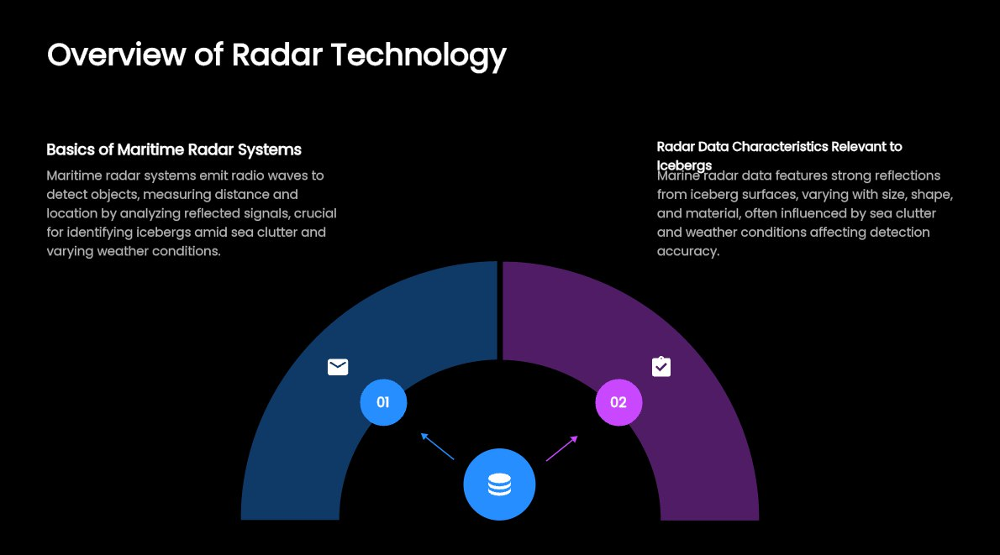 Overview of Radar Technology
Basics of Maritime Radar Systems
Maritime radar systems emit radio waves to
detect objects, measuring distance and
location by analyzing reflected signals, crucial
for identifying icebergs amid sea clutter and
varying weather conditions.
Radar Data Characteristics Relevant to
Icebergs
Marine radar data features strong reflections
from iceberg surfaces, varying with size, shape,
and material, often influenced by sea clutter
and weather conditions affecting detection
accuracy.
01
02